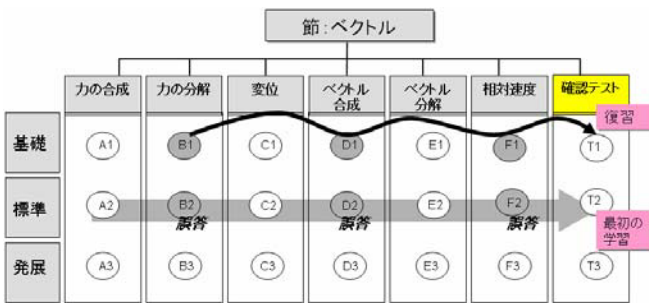 節:ベクトル
力の合成
力の分解
変位
ベクトル
合成
ベクトル
分解
相対速度
確認テスト
復習
基礎
A1
B1
C1
D1
E1
F1
T1
標準
A2
B2
C2
D2
E2
F2
T2
誤答
誤答
誤答
最初の
学習
発展
A3
B3
C3
D3
E3
F3
T3